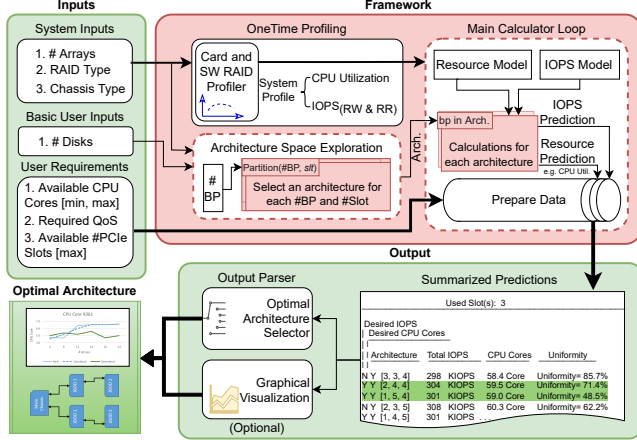 Inputs
System Inputs
1. # Arrays
2. RAID Type
3. Chassis Type
Basic User Inputs
1. # Disks
User Requirements
1. Available CPU
Cores [min, max]
2. Required QoS
3. Available #PCIe
Slots [max]
Framework
OneTime Profiling
Card and
SW RAID
Profiler
System
Profile
CPU Utilization
IOPS(RW & RR)
Architecture Space Exploration
#
BP
Partition(#BP, slt)
Select an architecture for
each #BP and #Slot
Arch.
Main Calculator Loop
Resource Model
IOPS Model
bp in Arch.
Calculations for
each architecture
IOPS
Prediction
Resource
Prediction
e.g. CPU Util.
Prepare Data
Output
Output Parser
Optimal
Architecture
Selector
Graphical
Visualization
(Optional)
Summarized Predictions
Used Slot(s): 3
Desired IOPS
| Desired CPU Cores
| |
| | Architecture Total IOPS CPU Cores Uniformity
N Y [3, 3, 4] 298 KIOPS 58.4 Core Uniformity= 85.7%
Y Y [2, 4, 4] 304 KIOPS 59.5 Core Uniformity= 71.4%
Y Y [1, 5, 4] 301 KIOPS 59.0 Core Uniformity= 48.5%
N Y [2, 3, 5] 308 KIOPS 60.3 Core Uniformity= 62.2%
Y [1, 4, 5] 301 KIOPS . . .
Optimal Architecture
CPU Core R3E1
# Arrays